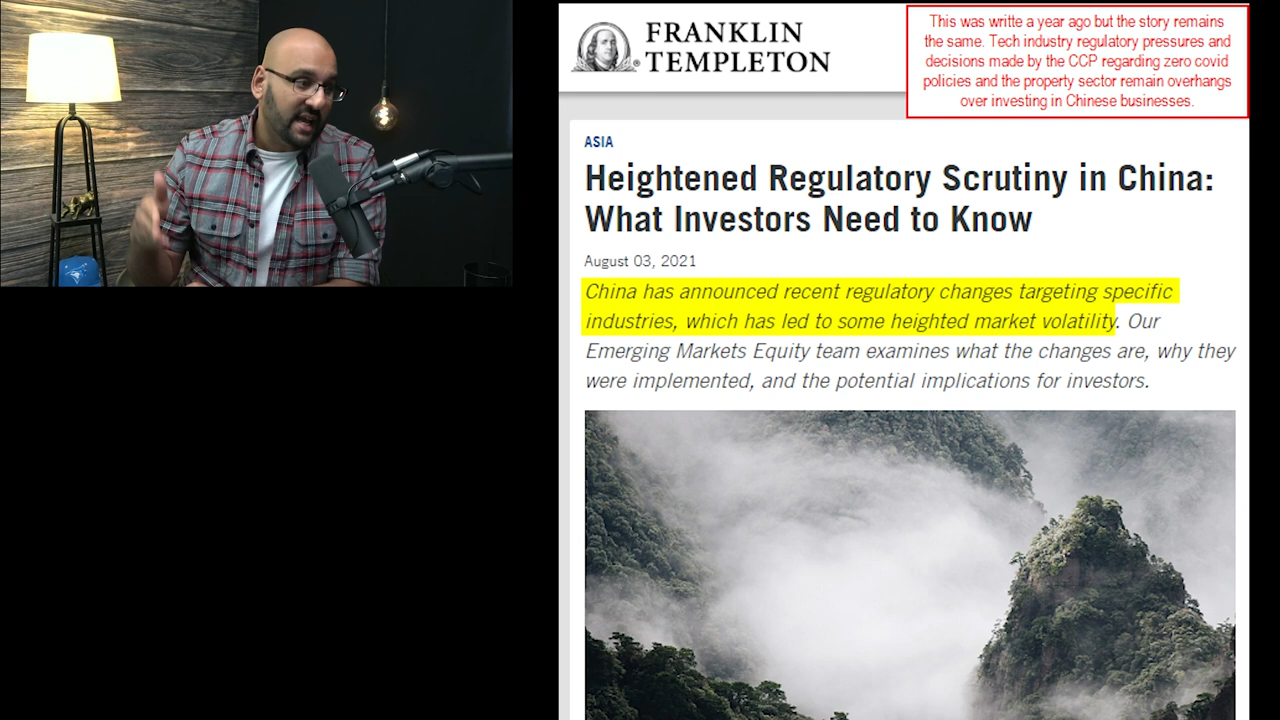 FRANKLIN
TEMPLETON
This was writte a year ago but the story remains
the same. Tech industry regulatory pressures and
decisions made by the CCP regarding zero covid
policies and the property sector remain overhangs
over investing in Chinese businesses.
ASIA
Heightened Regulatory Scrutiny in China:
What Investors Need to Know
August 03, 2021
China has announced recent regulatory changes targeting specific
industries, which has led to some heighted market volatility. Our
Emerging Markets Equity team examines what the changes are, why they
were implemented, and the potential implications for investors.